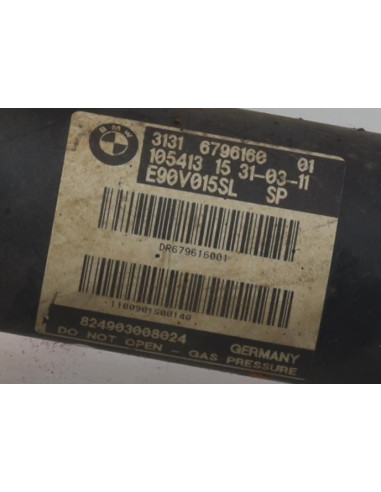 BMW
3131 6796160 01
105413 15 31-03-11
E90V015SL SP
DR679616001
1100901500140
824903008024 GERMANY
DO NOT OPEN - GAS PRESSURE